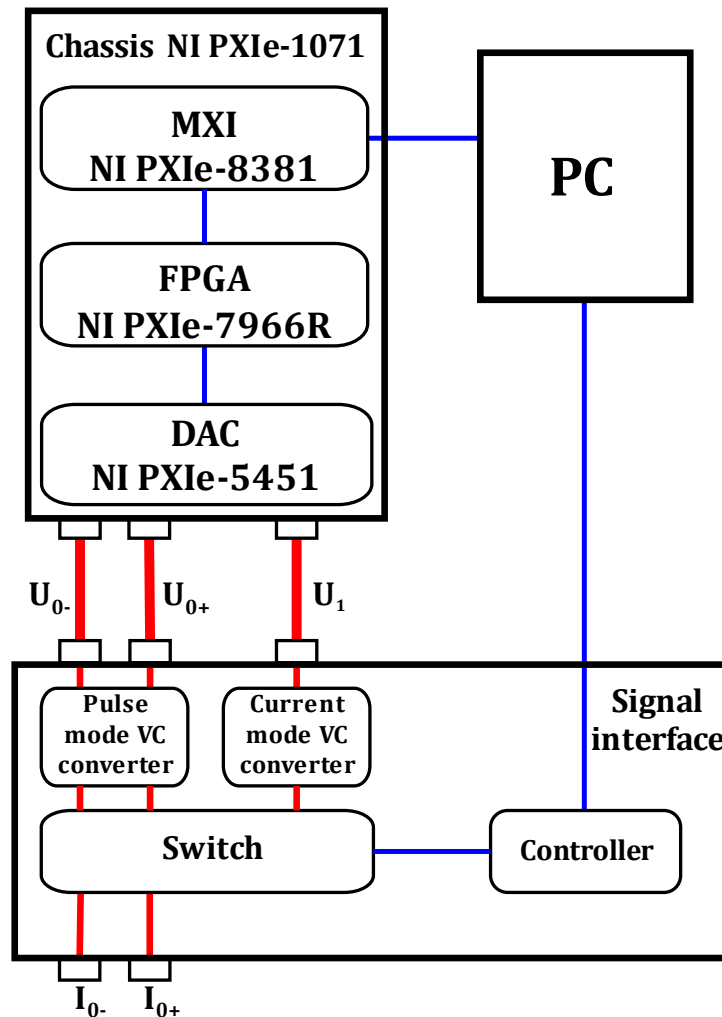 Chassis NI PXIe-1071
MXI
NI PXIe-8381
PC
FPGA
NI PXIe-7966R
DAC
NI PXIe-5451
U0-
U0+
U1
Pulse
mode VC
converter
Current
mode VC
converter
Signal
interface
Switch
Controller
I0-
I0+